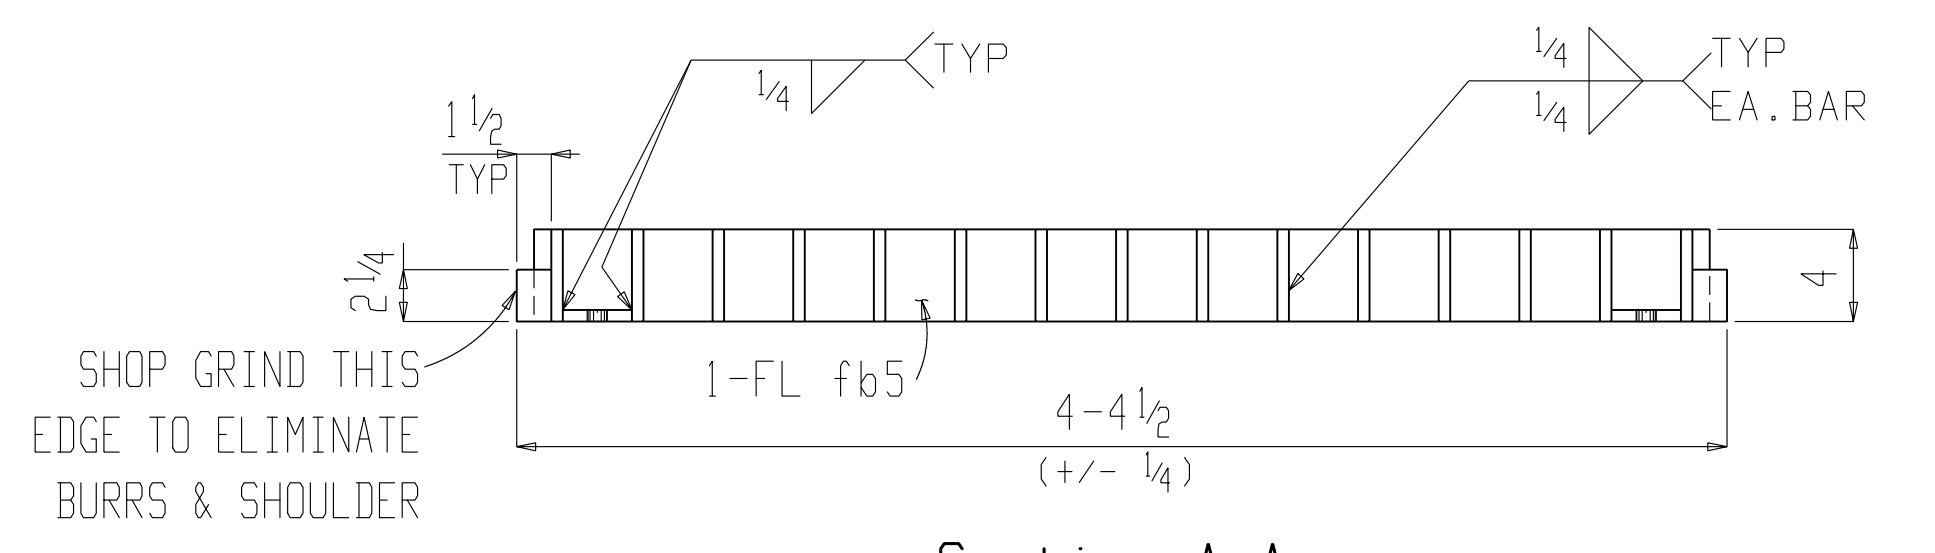 1/4 TYP
1/4 TYP
1/4 EA.BAR
1 1/2
TYP
2 1/4
4
SHOP GRIND THIS
EDGE TO ELIMINATE
BURRS & SHOULDER
1-FL fb5
4-4 1/2
(+/- 1/4)